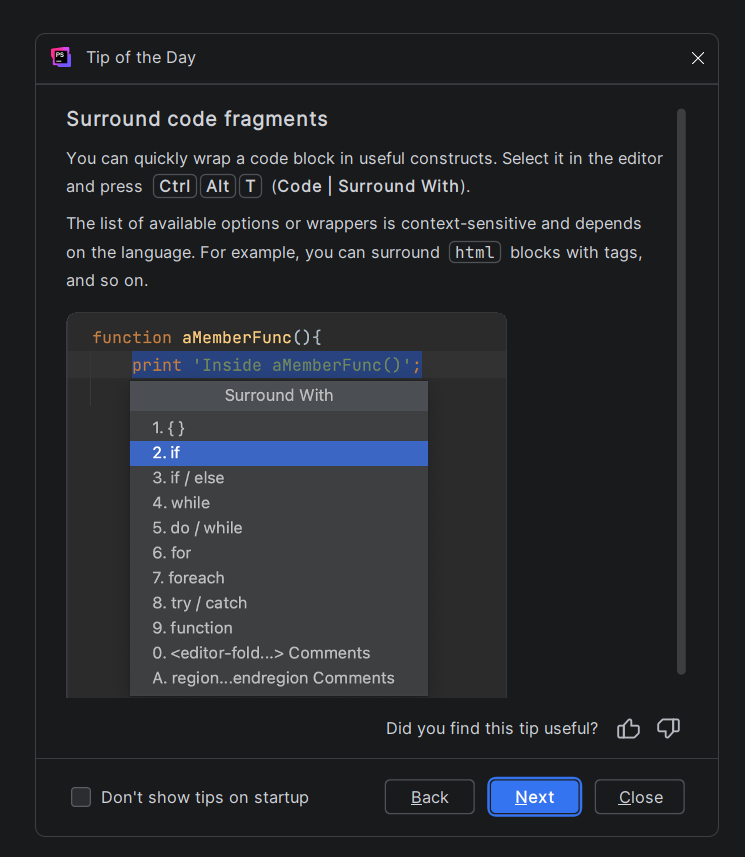 PS
Tip of the Day
Surround code fragments
You can quickly wrap a code block in useful constructs. Select it in the editor
and press Ctrl Alt T (Code | Surround With).
The list of available options or wrappers is context-sensitive and depends
on the language. For example, you can surround html blocks with tags,
and so on.
function aMemberFunc(){
print 'Inside aMemberFunc()';
Surround With
1. { }
2. if
3. if / else
4. while
5. do / while
6. for
7. foreach
8. try / catch
9. function
0. <editor-fold...> Comments
A. region...endregion Comments
Did you find this tip useful?
Don't show tips on startup
Back
Next
Close